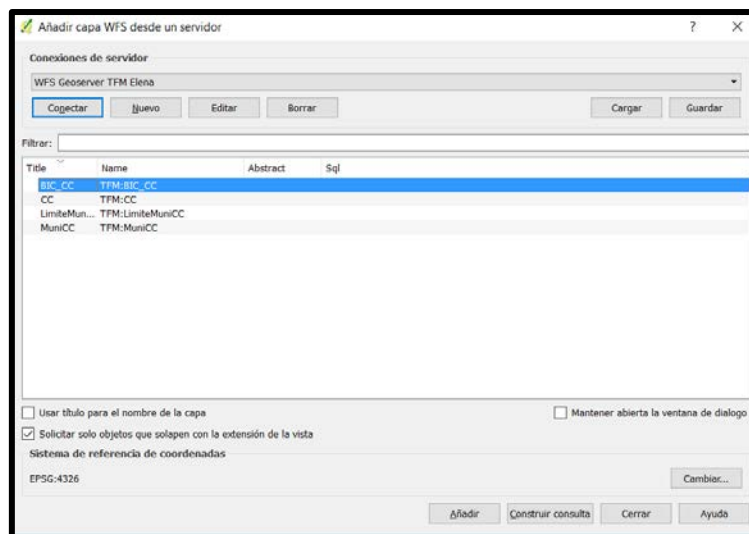 Añadir capa WFS desde un servidor
Conexiones de servidor
WFS Geoserver TFM Elena
Conectar Nuevo Editar Borrar Cargar Guardar
Filtrar:
Title Name Abstract Sql
BIC_CC TFM:BIC_CC
CC TFM:CC
LimiteMun... TFM:LimiteMuniCC
MuniCC TFM:MuniCC
Usar título para el nombre de la capa Mantener abierta la ventana de dialogo
Solicitar solo objetos que solapen con la extensión de la vista
Sistema de referencia de coordenadas
EPSG:4326 Cambiar...
Añadir Construir consulta Cerrar Ayuda